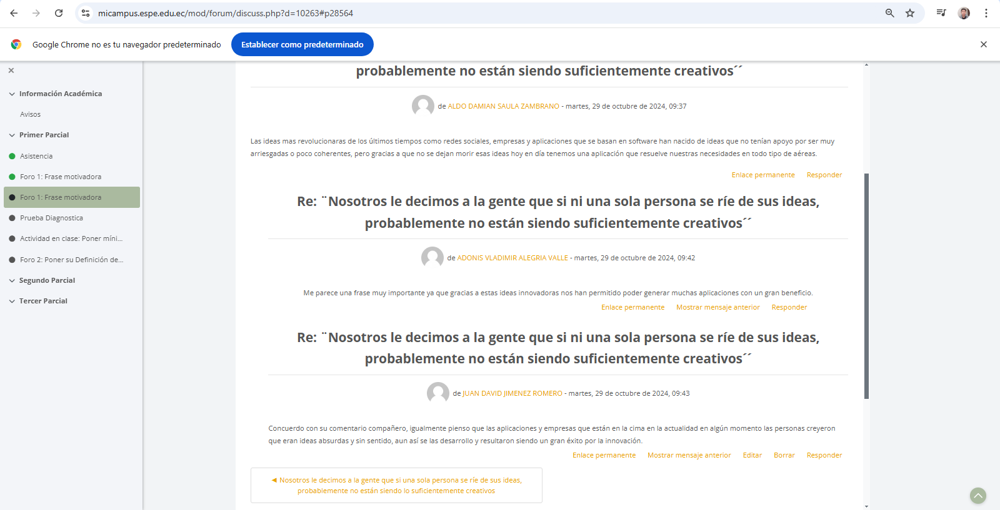 micampus.espe.edu.ec/mod/forum/discuss.php?d=10263#p28564
Google Chrome no es tu navegador predeterminado
Establecer como predeterminado
Información Académica
Avisos
Primer Parcial
Asistencia
Foro 1: Frase motivadora
Foro 1: Frase motivadora
Prueba Diagnostica
Actividad en clase: Poner míni...
Foro 2: Poner su Definición de...
Segundo Parcial
Tercer Parcial
probablemente no están siendo suficientemente creativos´´
de ALDO DAMIAN SAULA ZAMBRANO - martes, 29 de octubre de 2024, 09:37
Las ideas mas revolucionaras de los últimos tiempos como redes sociales, empresas y aplicaciones que se basan en software han nacido de ideas que no tenían apoyo por ser muy
arriesgadas o poco coherentes, pero gracias a que no se dejan morir esas ideas hoy en día tenemos una aplicación que resuelve nuestras necesidades en todo tipo de aéreas.
Enlace permanente Responder
Re: ¨Nosotros le decimos a la gente que si ni una sola persona se ríe de sus ideas,
probablemente no están siendo suficientemente creativos´´
de ADONIS VLADIMIR ALEGRIA VALLE - martes, 29 de octubre de 2024, 09:42
Me parece una frase muy importante ya que gracias a estas ideas innovadoras nos han permitido poder generar muchas aplicaciones con un gran beneficio.
Enlace permanente Mostrar mensaje anterior Responder
Re: ¨Nosotros le decimos a la gente que si ni una sola persona se ríe de sus ideas,
probablemente no están siendo suficientemente creativos´´
de JUAN DAVID JIMENEZ ROMERO - martes, 29 de octubre de 2024, 09:43
Concuerdo con su comentario compañero, igualmente pienso que las aplicaciones y empresas que están en la cima en la actualidad en algún momento las personas creyeron
que eran ideas absurdas y sin sentido, aun así se las desarrollo y resultaron siendo un gran éxito por la innovación.
Enlace permanente Mostrar mensaje anterior Editar Borrar Responder
◄ Nosotros le decimos a la gente que si una sola persona se ríe de sus ideas,
probablemente no están siendo lo suficientemente creativos